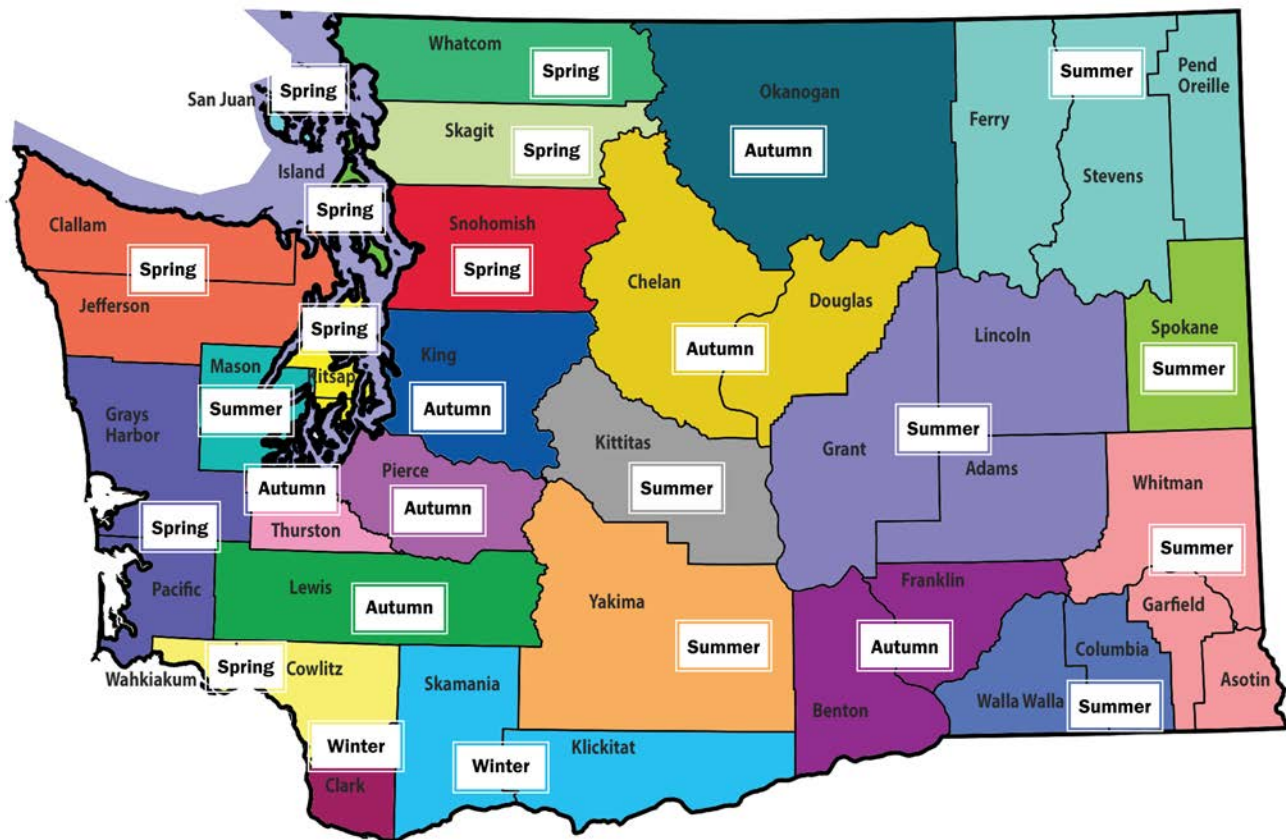 Whatcom
Spring
Okanogan
Summer
Pend
Oreille
San Juan
Spring
Skagit
Spring
Autumn
Ferry
Stevens
Island
Spring
Clallam
Spring
Snohomish
Spring
Chelan
Douglas
Jefferson
Spring
Lincoln
Spokane
Mason
Kitsap
King
Autumn
Summer
Grays
Harbor
Summer
Autumn
Kittitas
Grant
Summer
Adams
Pierce
Whitman
Autumn
Autumn
Summer
Spring
Thurston
Summer
Pacific
Lewis
Autumn
Yakima
Franklin
Garfield
Summer
Autumn
Columbia
Wahkiakum
Spring
Cowlitz
Skamania
Asotin
Benton
Walla Walla
Summer
Winter
Klickitat
Clark
Winter